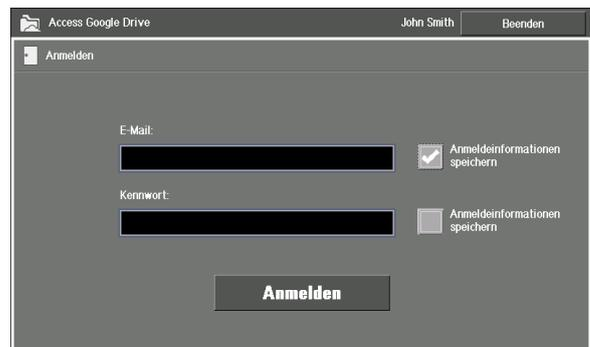 Access Google Drive
John Smith
Beenden
Anmelden
E-Mail:
Anmeldeinformationen
speichern
Kennwort:
Anmeldeinformationen
speichern
Anmelden